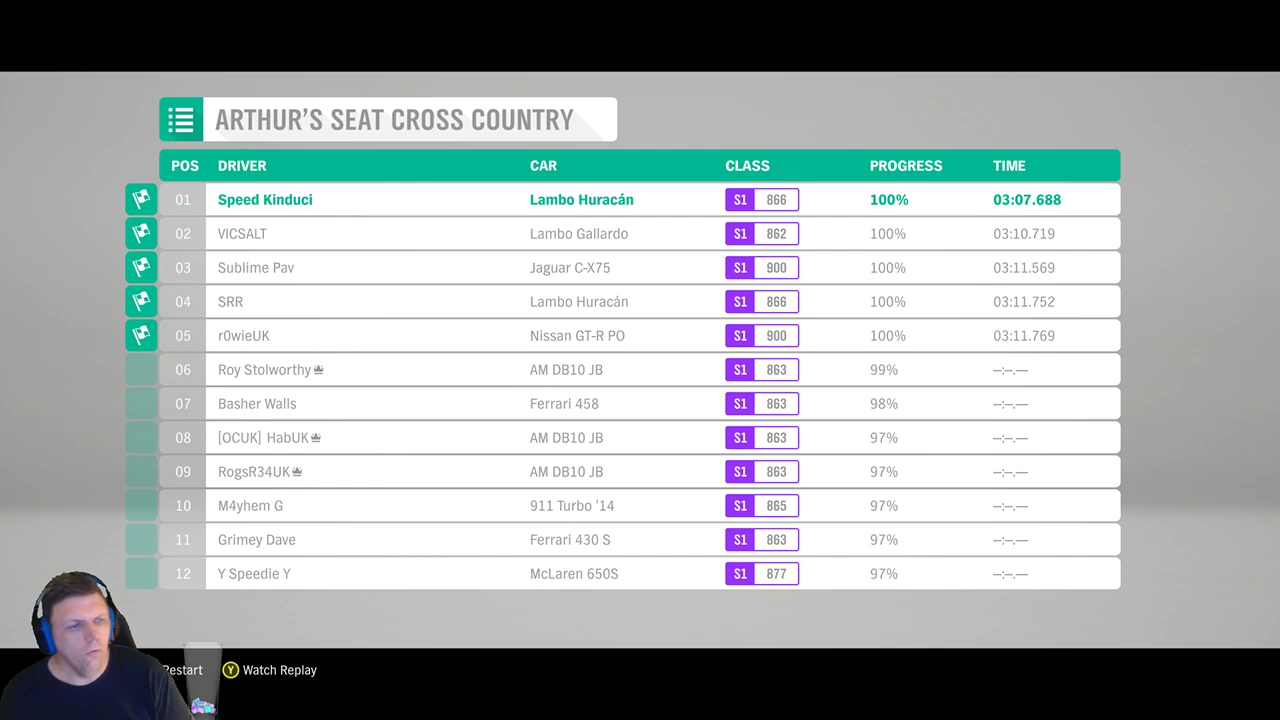 ARTHUR'S SEAT CROSS COUNTRY
POS DRIVER CAR CLASS PROGRESS TIME
01 Speed Kinduci Lambo Huracán S1 866 100% 03:07.688
02 VICSALT Lambo Gallardo S1 862 100% 03:10.719
03 Sublime Pav Jaguar C-X75 S1 900 100% 03:11.569
04 SRR Lambo Huracán S1 866 100% 03:11.752
05 r0wieUK Nissan GT-R PO S1 900 100% 03:11.769
06 Roy Stolworthy AM DB10 JB S1 863 99% –:–.—
07 Basher Walls Ferrari 458 S1 863 98% –:–.—
08 [OCUK] HabUK AM DB10 JB S1 863 97% –:–.—
09 RogsR34UK AM DB10 JB S1 863 97% –:–.—
10 M4yhem G 911 Turbo '14 S1 865 97% –:–.—
11 Grimey Dave Ferrari 430 S S1 863 97% –:–.—
12 Y Speedie Y McLaren 650S S1 877 97% –:–.—
Restart Y Watch Replay